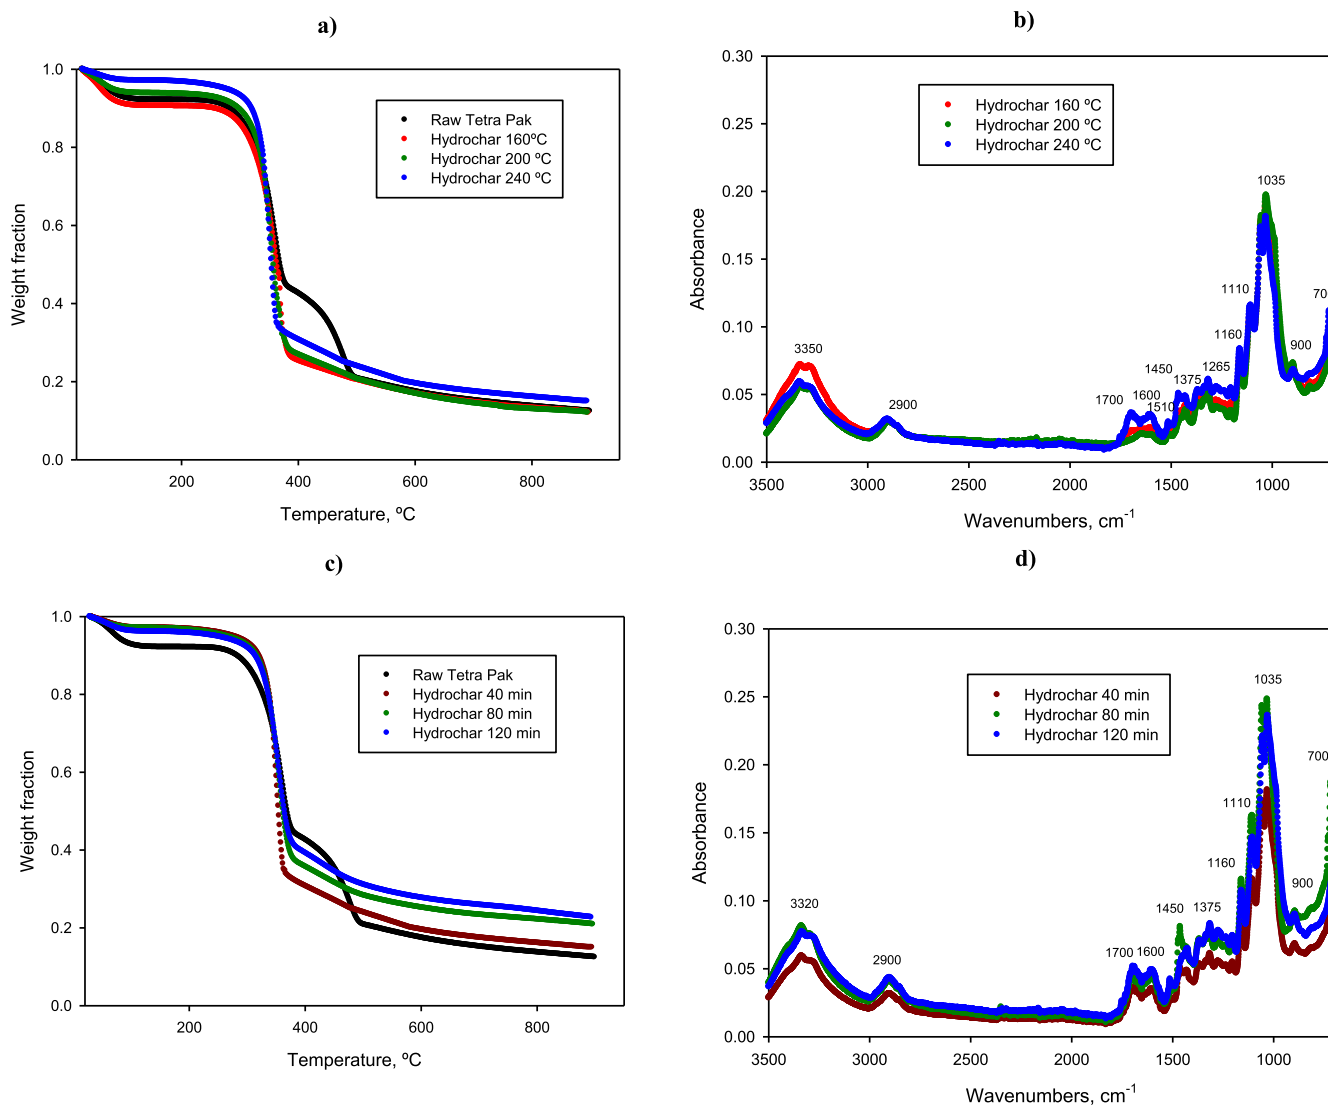 a)
1.0
0.8
0.6
0.4
0.2
0.0
Weight fraction
Raw Tetra Pak
Hydrochar 160ºC
Hydrochar 200 ºC
Hydrochar 240 ºC
200
400
600
800
Temperature, ºC
b)
0.30
0.25
0.20
0.15
0.10
0.05
0.00
Absorbance
Hydrochar 160 ºC
Hydrochar 200 ºC
Hydrochar 240 ºC
3350
2900
1700
1600
1510
1450
1375
1265
1160
1110
1035
900
70
3500
3000
2500
2000
1500
1000
Wavenumbers, cm-1
c)
1.0
0.8
0.6
0.4
0.2
0.0
Weight fraction
Raw Tetra Pak
Hydrochar 40 min
Hydrochar 80 min
Hydrochar 120 min
200
400
600
800
Temperature, ºC
d)
0.30
0.25
0.20
0.15
0.10
0.05
0.00
Absorbance
Hydrochar 40 min
Hydrochar 80 min
Hydrochar 120 min
3320
2900
1700
1600
1450
1375
1160
1110
1035
900
700
3500
3000
2500
2000
1500
1000
Wavenumbers, cm-1